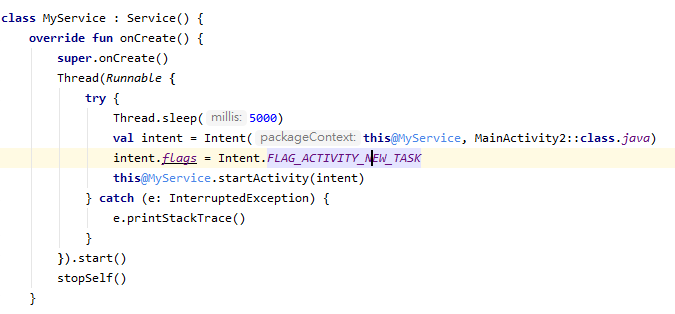 class MyService : Service() {
    override fun onCreate() {
        super.onCreate()
        Thread(Runnable {
            try {
                Thread.sleep( millis: 5000)
                val intent = Intent( packageContext: this@MyService, MainActivity2::class.java)
                intent.flags = Intent.FLAG_ACTIVITY_NEW_TASK
                this@MyService.startActivity(intent)
            } catch (e: InterruptedException) {
                e.printStackTrace()
            }
        }).start()
        stopSelf()
    }